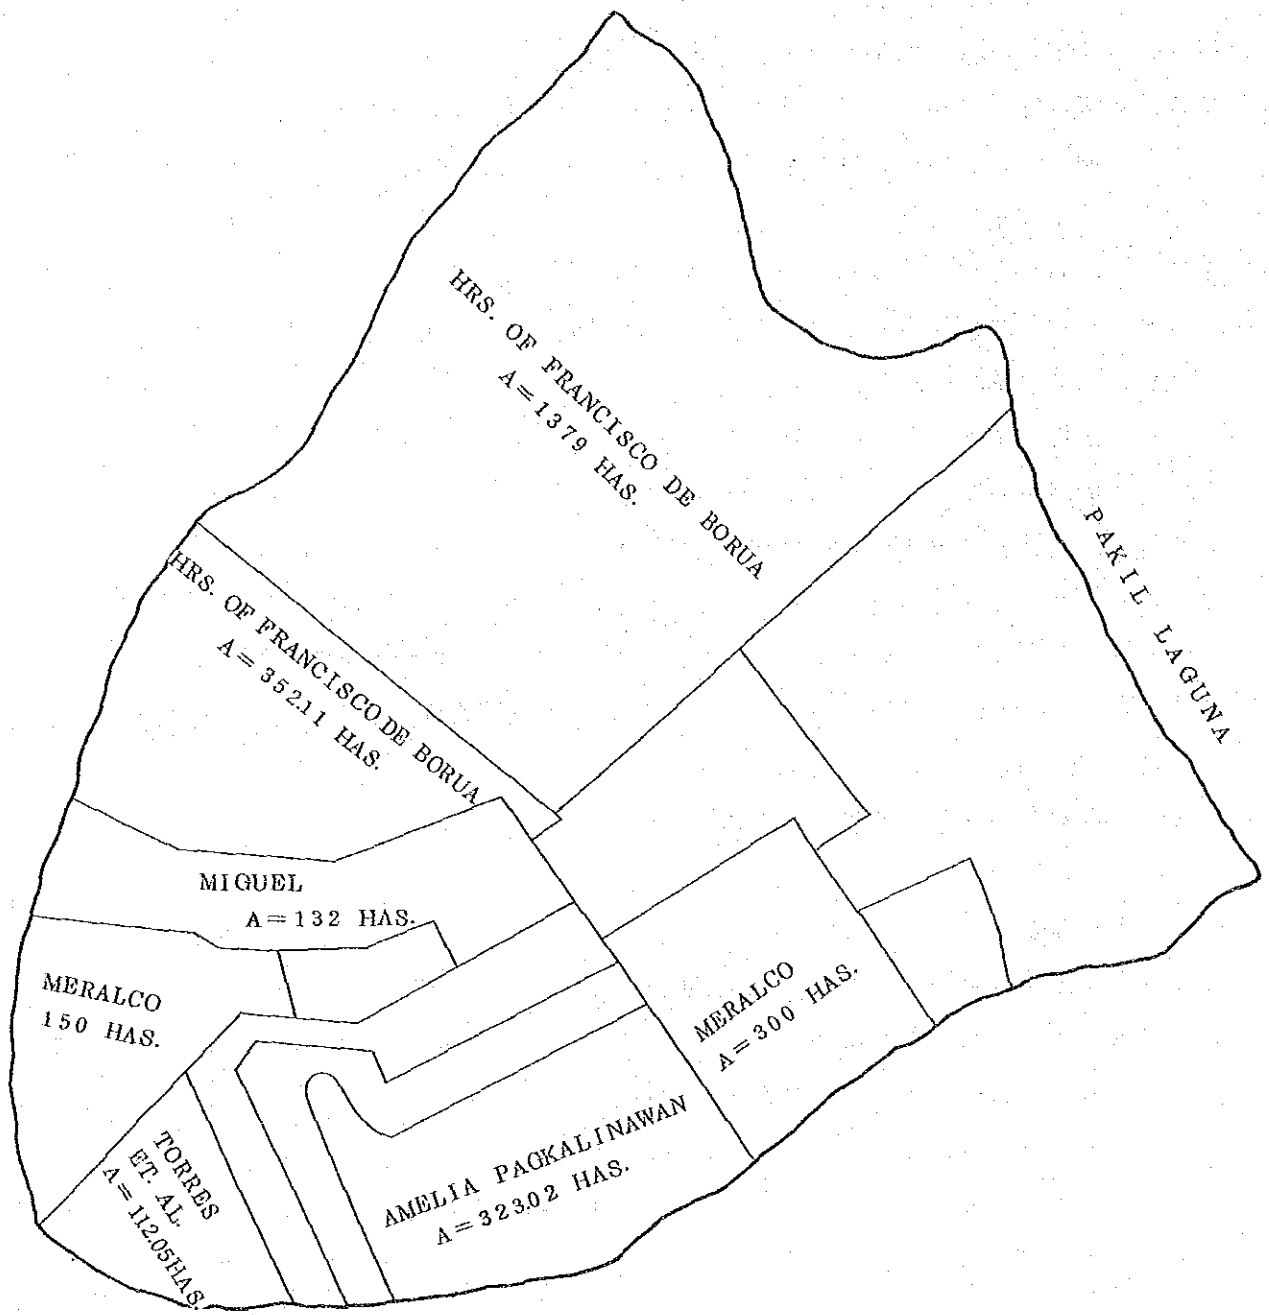 HRS. OF FRANCISCO DE BORUA
A=1379 HAS.
PAKIL LAGUNA
HRS. OF FRANCISCO DE BORUA
A=352.11 HAS.
MIGUEL
A=132 HAS.
MERALCO
150 HAS.
MERALCO
A=300 HAS.
TORRES
ET. AL.
A=112.05HAS.
AMELIA PAGKALINAWAN
A=323.02 HAS.